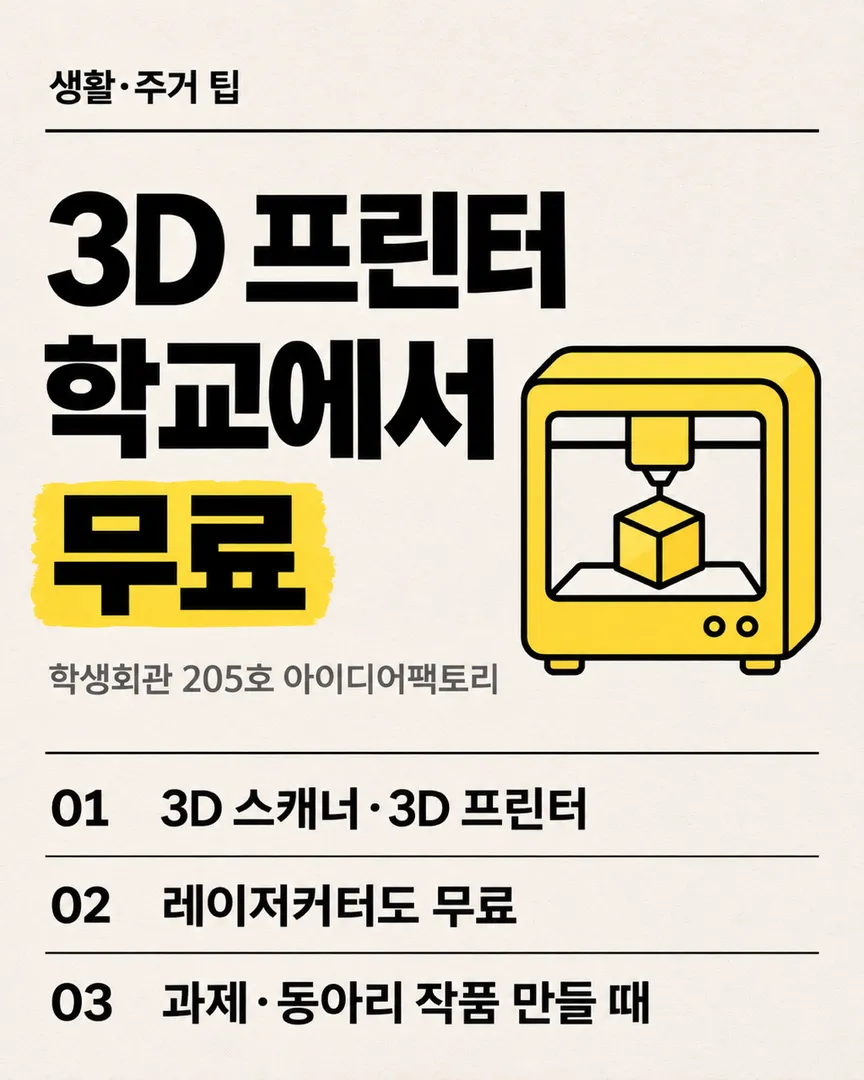 생활·주거 팁
3D 프린터
학교에서
무료
학생회관 205호 아이디어팩토리
01 3D 스캐너·3D 프린터
02 레이저커터도 무료
03 과제·동아리 작품 만들 때